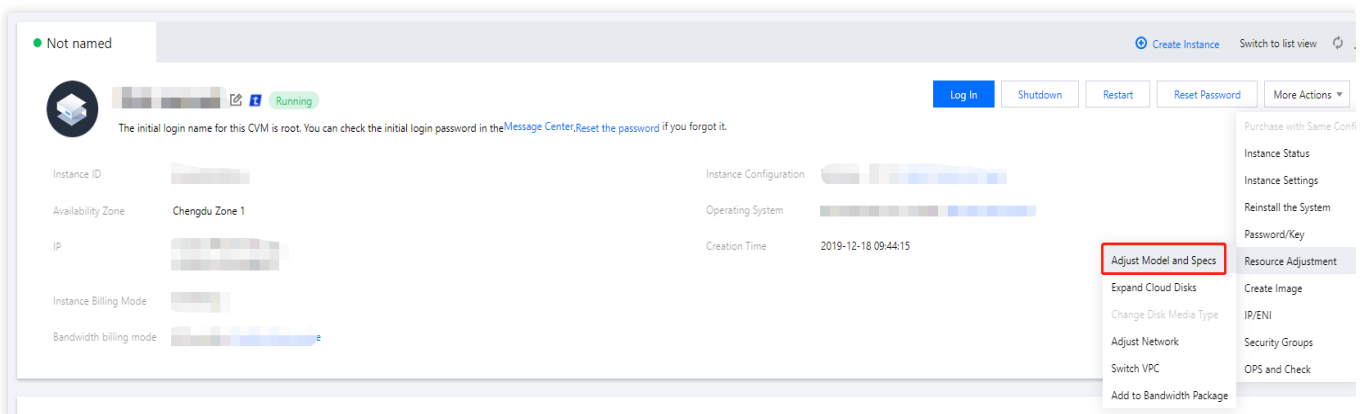 Not named
Create Instance Switch to list view
Running
Log In Shutdown Restart Reset Password More Actions
The initial login name for this CVM is root. You can check the initial login password in theMessage Center,Reset the password if you forgot it.
Purchase with Same Confi
Instance Status
Instance ID Instance Configuration
Instance Settings
Availability Zone Chengdu Zone 1 Operating System
Reinstall the System
Password/Key
IP Creation Time 2019-12-18 09:44:15
Adjust Model and Specs Resource Adjustment
Expand Cloud Disks Create Image
Instance Billing Mode
Change Disk Media Type IP/ENI
Bandwidth billing mode e
Adjust Network Security Groups
Switch VPC OPS and Check
Add to Bandwidth Package